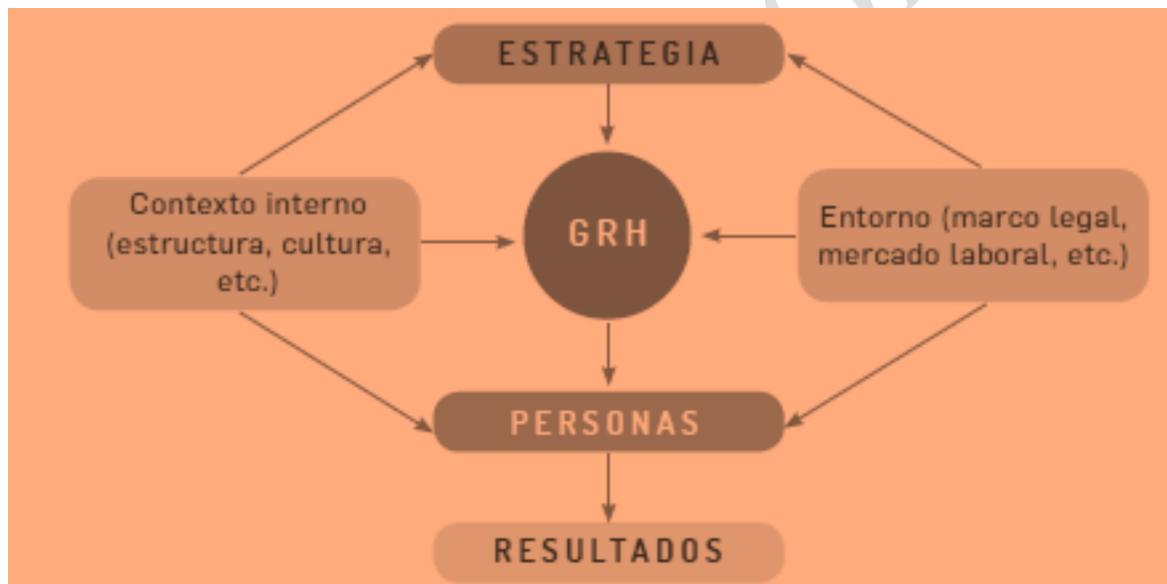 ESTRATEGIA
Contexto interno
(estructura, cultura,
etc.)
GRH
Entorno (marco legal,
mercado laboral, etc.)
PERSONAS
RESULTADOS